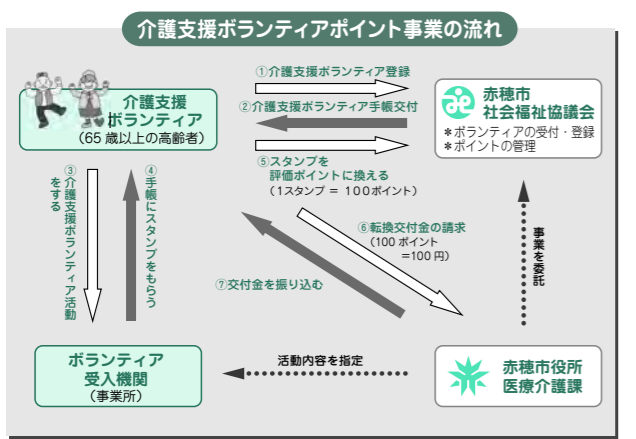 介護支援ボランティアポイント事業の流れ
①介護支援ボランティア登録
介護支援
ボランティア
（65 歳以上の高齢者）
②介護支援ボランティア手帳交付
赤穂市
社会福祉協議会
＊ボランティアの受付・登録
＊ポイントの管理
⑤スタンプを
評価ポイントに換える
（1スタンプ ＝ 100ポイント）
③介護支援ボランティア活動
をする
④手帳にスタンプをもらう
⑥転換交付金の請求
（100 ポイント
＝100 円）
事業を委託
⑦交付金を振り込む
ボランティア
受入機関
（事業所）
活動内容を指定
赤穂市役所
医療介護課